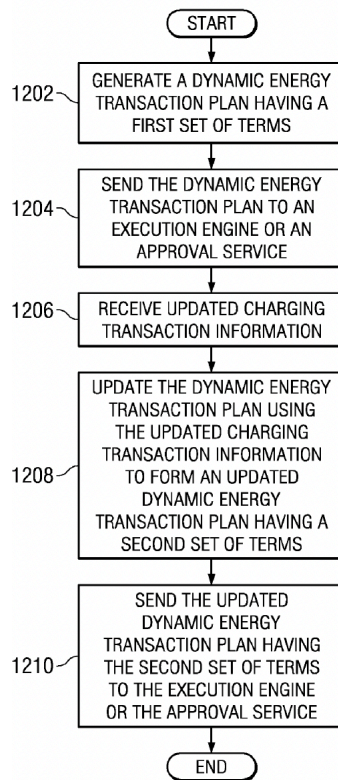 START
1202
GENERATE A DYNAMIC ENERGY
TRANSACTION PLAN HAVING A
FIRST SET OF TERMS
1204
SEND THE DYNAMIC ENERGY
TRANSACTION PLAN TO AN
EXECUTION ENGINE OR AN
APPROVAL SERVICE
1206
RECEIVE UPDATED CHARGING
TRANSACTION INFORMATION
1208
UPDATE THE DYNAMIC ENERGY
TRANSACTION PLAN USING
THE UPDATED CHARGING
TRANSACTION INFORMATION
TO FORM AN UPDATED
DYNAMIC ENERGY
TRANSACTION PLAN HAVING A
SECOND SET OF TERMS
1210
SEND THE UPDATED
DYNAMIC ENERGY
TRANSACTION PLAN HAVING
THE SECOND SET OF TERMS
TO THE EXECUTION ENGINE
OR THE APPROVAL SERVICE
END